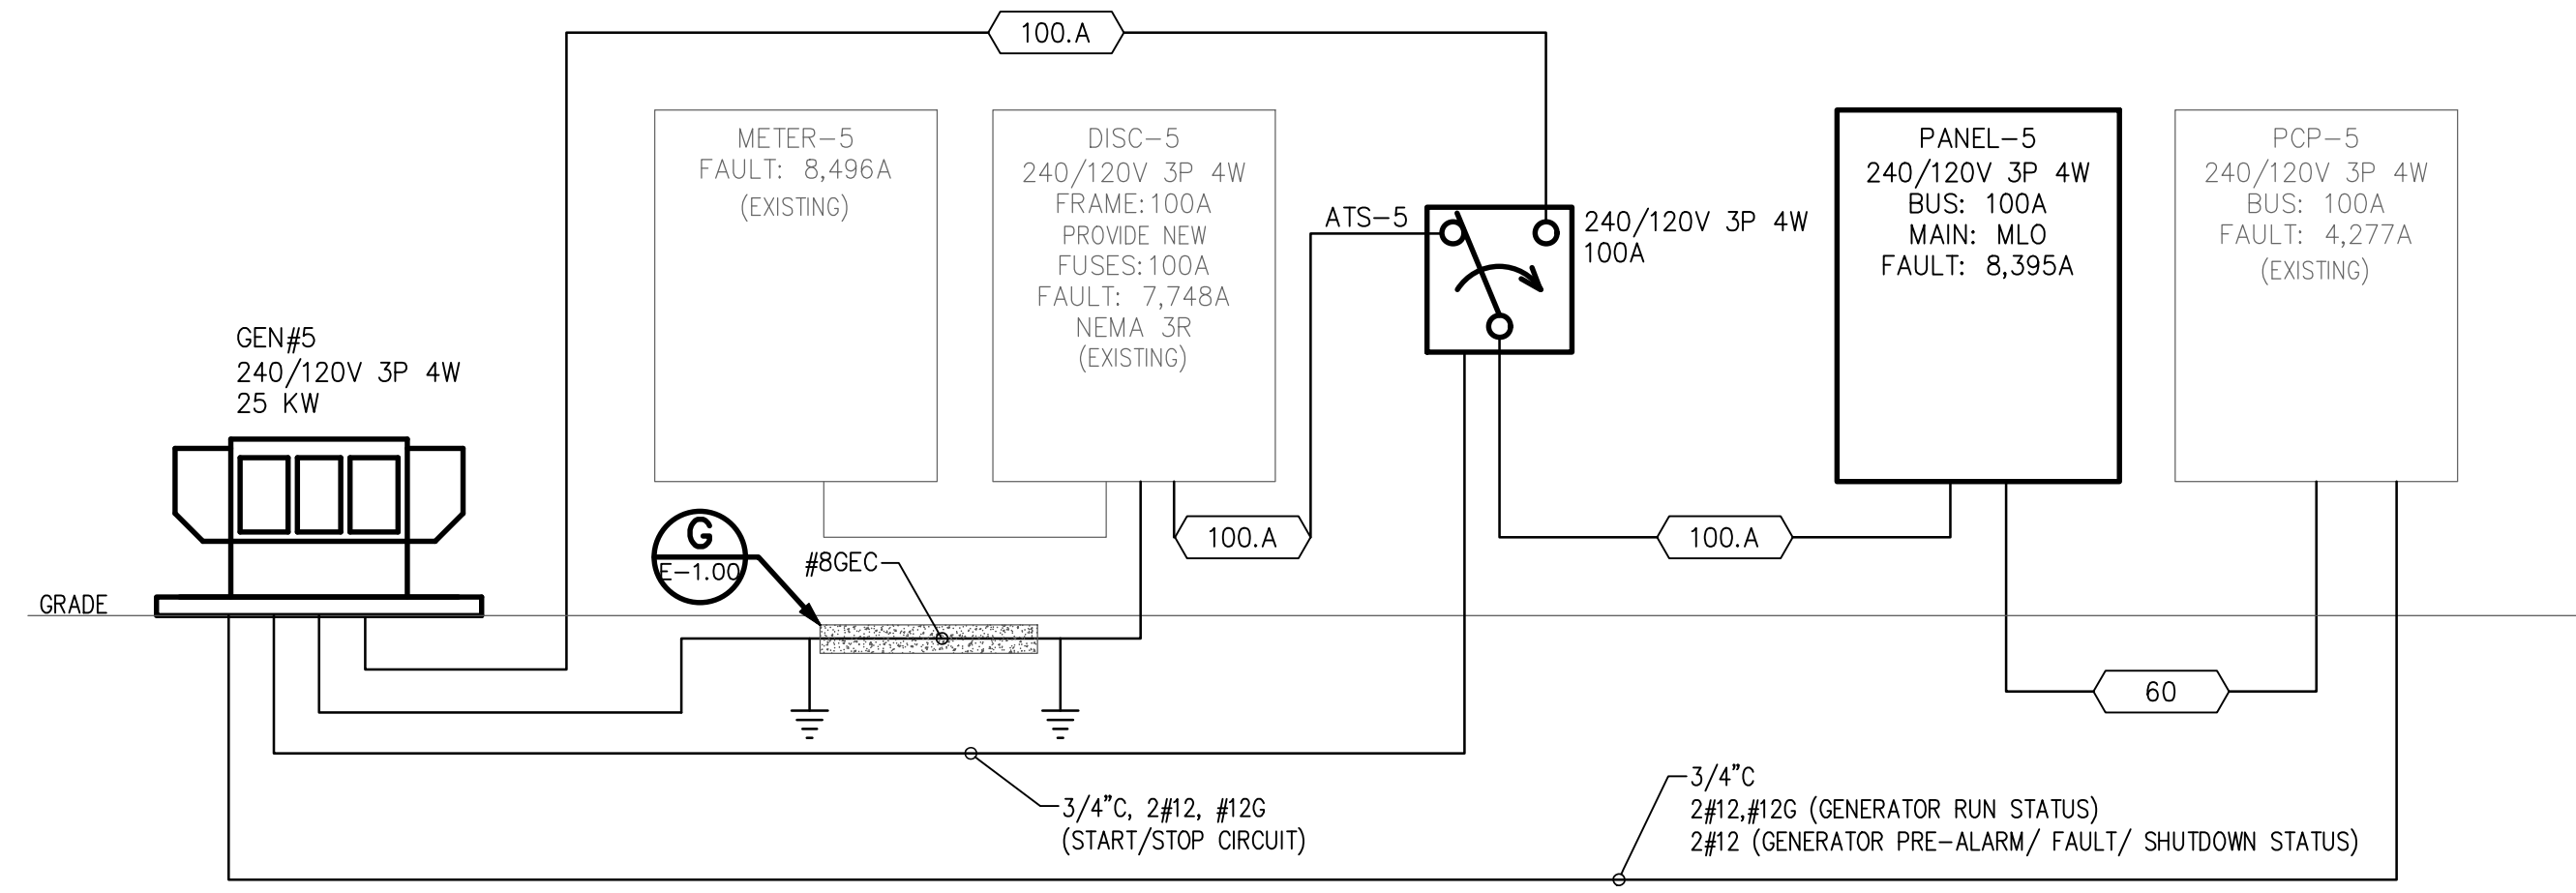 100.A
METER-5
FAULT: 8,496A
(EXISTING)
DISC-5
240/120V 3P 4W
FRAME:100A
PROVIDE NEW
FUSES:100A
FAULT: 7,748A
NEMA 3R
(EXISTING)
ATS-5
240/120V 3P 4W
100A
PANEL-5
240/120V 3P 4W
BUS: 100A
MAIN: MLO
FAULT: 8,395A
PCP-5
240/120V 3P 4W
BUS: 100A
FAULT: 4,277A
(EXISTING)
GEN#5
240/120V 3P 4W
25 KW
G
E-1.00
#8GEC
100.A
100.A
GRADE
60
3/4"C, 2#12, #12G
(START/STOP CIRCUIT)
3/4"C
2#12,#12G (GENERATOR RUN STATUS)
2#12 (GENERATOR PRE-ALARM/ FAULT/ SHUTDOWN STATUS)